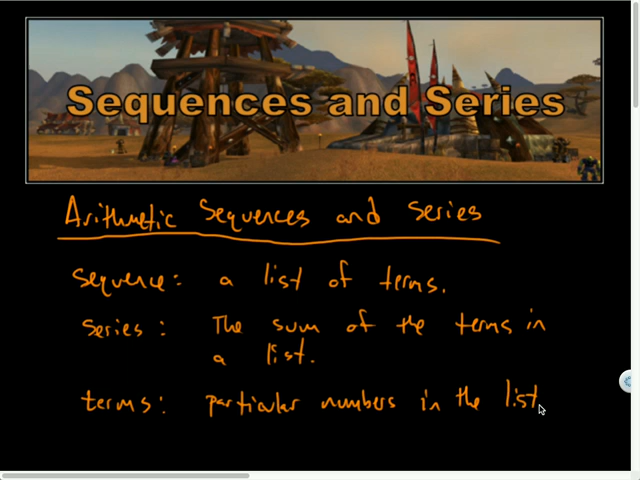 Sequences and Series
Arithmetic Sequences and Series
Sequence: a list of terms.
Series: The sum of the terms in
a list.
terms: particular numbers in the list